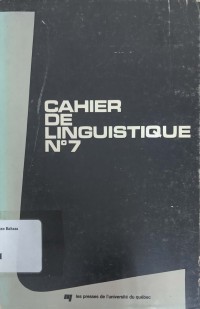 CAHIER
DE
LINGUISTIQUE
N°7
les presses de l'université du québec